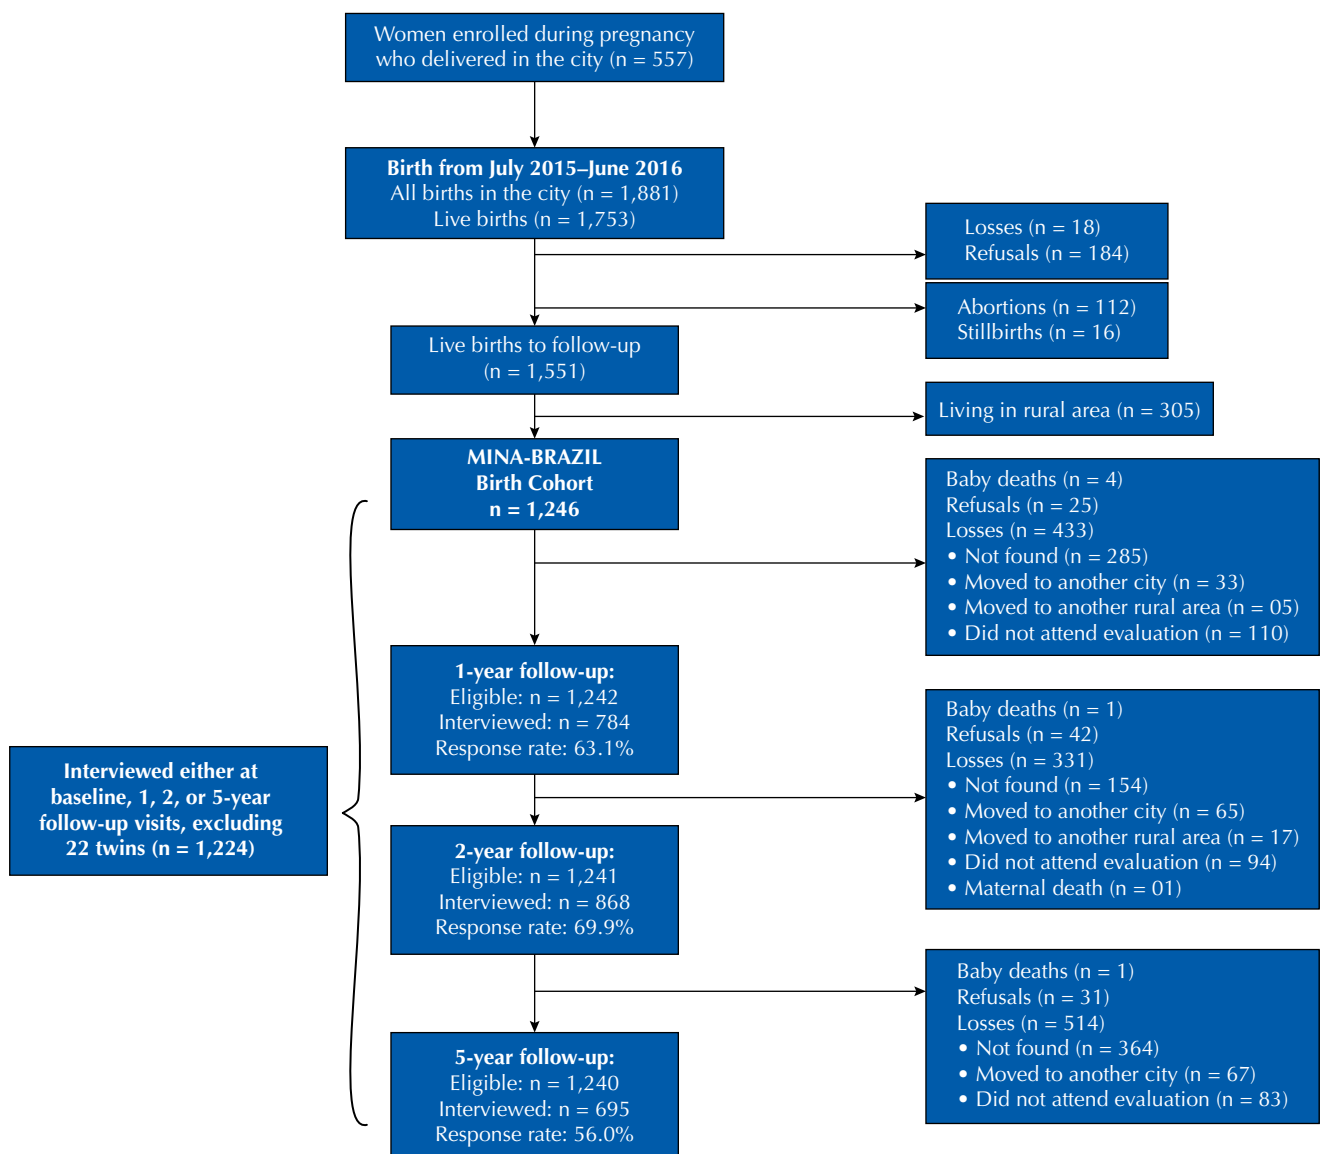 Women enrolled during pregnancy
who delivered in the city (n = 557)
Birth from July 2015–June 2016
All births in the city (n = 1,881)
Live births (n = 1,753)
Losses (n = 18)
Refusals (n = 184)
Abortions (n = 112)
Stillbirths (n = 16)
Live births to follow-up
(n = 1,551)
Living in rural area (n = 305)
MINA-BRAZIL
Birth Cohort
n = 1,246
Baby deaths (n = 4)
Refusals (n = 25)
Losses (n = 433)
• Not found (n = 285)
• Moved to another city (n = 33)
• Moved to another rural area (n = 05)
• Did not attend evaluation (n = 110)
1-year follow-up:
Eligible: n = 1,242
Interviewed: n = 784
Response rate: 63.1%
Baby deaths (n = 1)
Refusals (n = 42)
Losses (n = 331)
• Not found (n = 154)
• Moved to another city (n = 65)
• Moved to another rural area (n = 17)
• Did not attend evaluation (n = 94)
• Maternal death (n = 01)
Interviewed either at
baseline, 1, 2, or 5-year
follow-up visits, excluding
22 twins (n = 1,224)
2-year follow-up:
Eligible: n = 1,241
Interviewed: n = 868
Response rate: 69.9%
Baby deaths (n = 1)
Refusals (n = 31)
Losses (n = 514)
• Not found (n = 364)
• Moved to another city (n = 67)
• Did not attend evaluation (n = 83)
5-year follow-up:
Eligible: n = 1,240
Interviewed: n = 695
Response rate: 56.0%